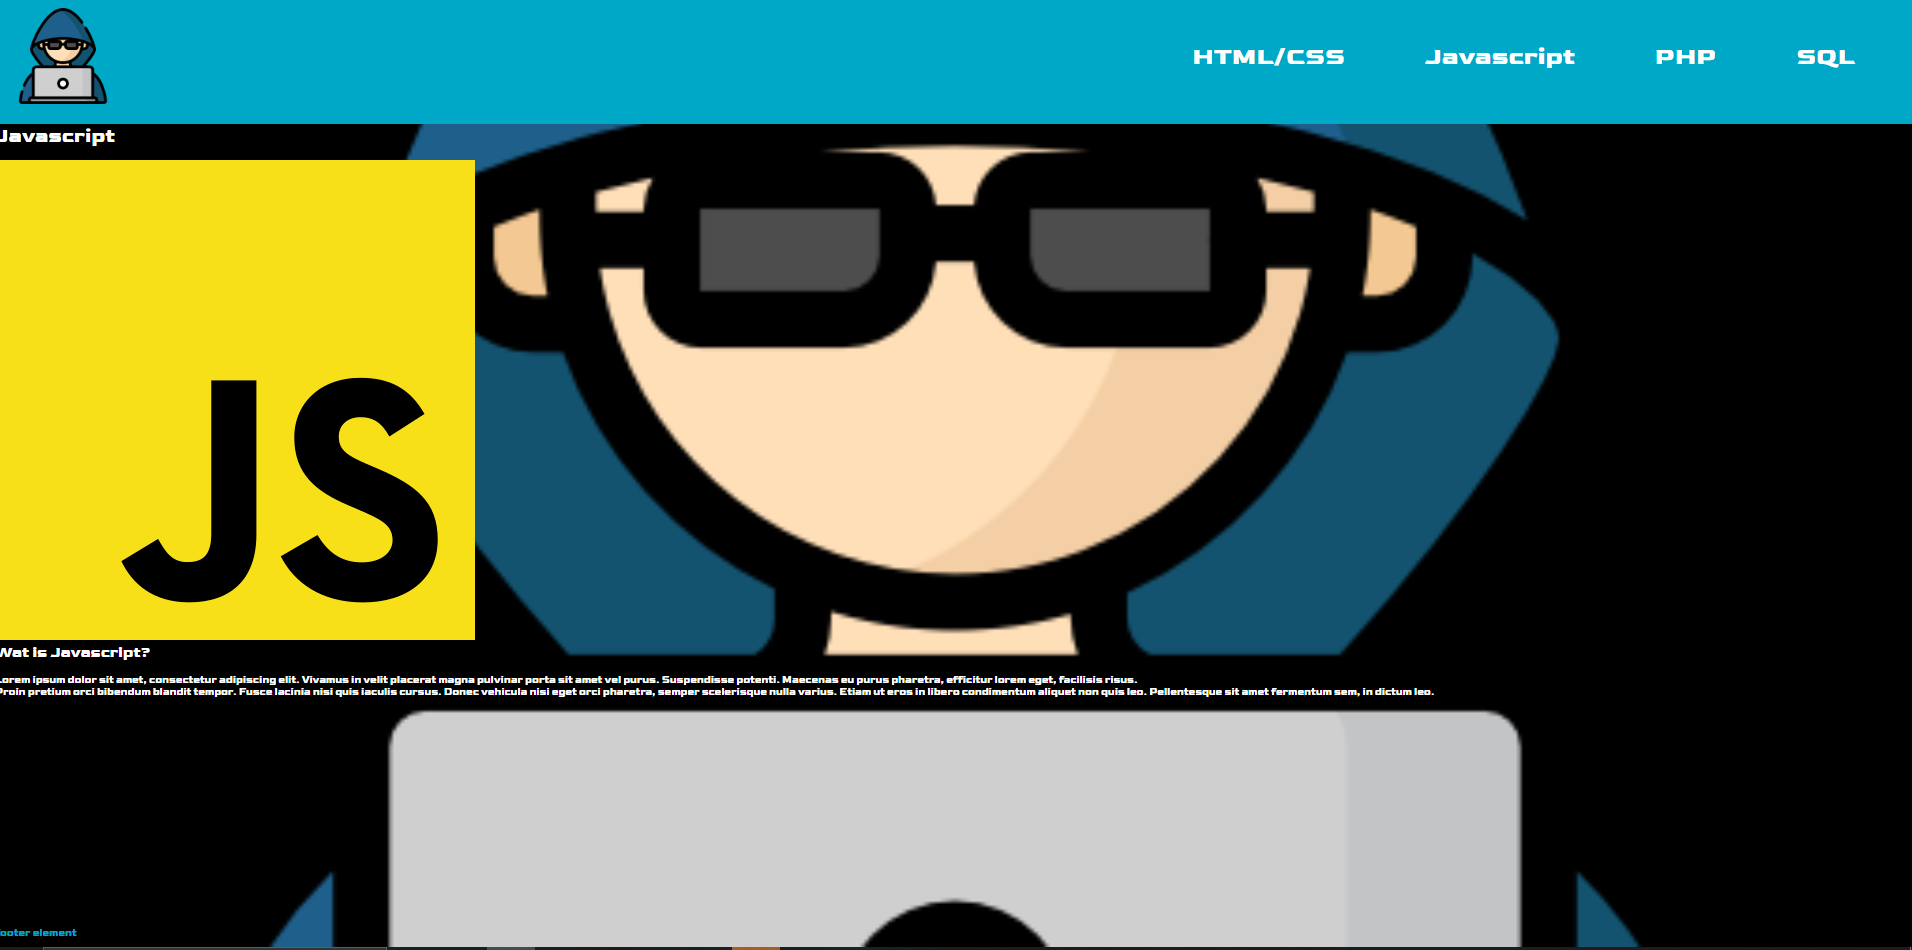 HTML/CSS
Javascript
PHP
SQL
Javascript
JS
Wat is Javascript?
Lorem ipsum dolor sit amet, consectetur adipiscing elit. Vivamus in velit placerat magna pulvinar porta sit amet vel purus. Suspendisse potenti. Maecenas eu purus pharetra, efficitur lorem eget, facilisis risus.
Proin pretium orci bibendum blandit tempor. Fusce lacinia nisi quis iaculis cursus. Donec vehicula nisi eget orci pharetra, semper scelerisque nulla varius. Etiam ut eros in libero condimentum aliquet non quis leo. Pellentesque sit amet fermentum sem, in dictum leo.
ooter element